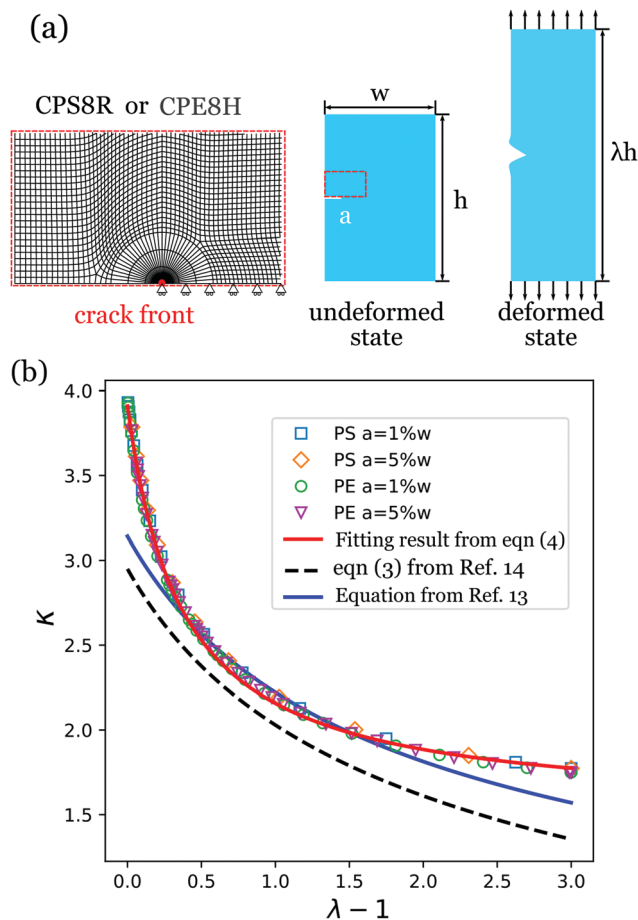 (a)
CPS8R or CPE8H
crack front
w
a
h
undeformed
state
λh
deformed
state
(b)
4.0
3.5
3.0
2.5
2.0
1.5
K
PS a=1%w
PS a=5%w
PE a=1%w
PE a=5%w
Fitting result from eqn (4)
eqn (3) from Ref. 14
Equation from Ref. 13
0.0 0.5 1.0 1.5 2.0 2.5 3.0
λ − 1